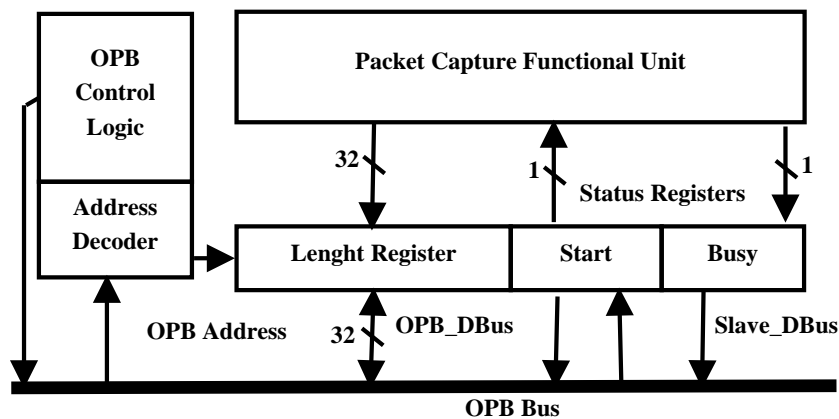 OPB
Control
Logic
Packet Capture Functional Unit
32
1
1
Status Registers
Address
Decoder
Lenght Register
Start
Busy
OPB Address
32
OPB_DBus
Slave_DBus
OPB Bus